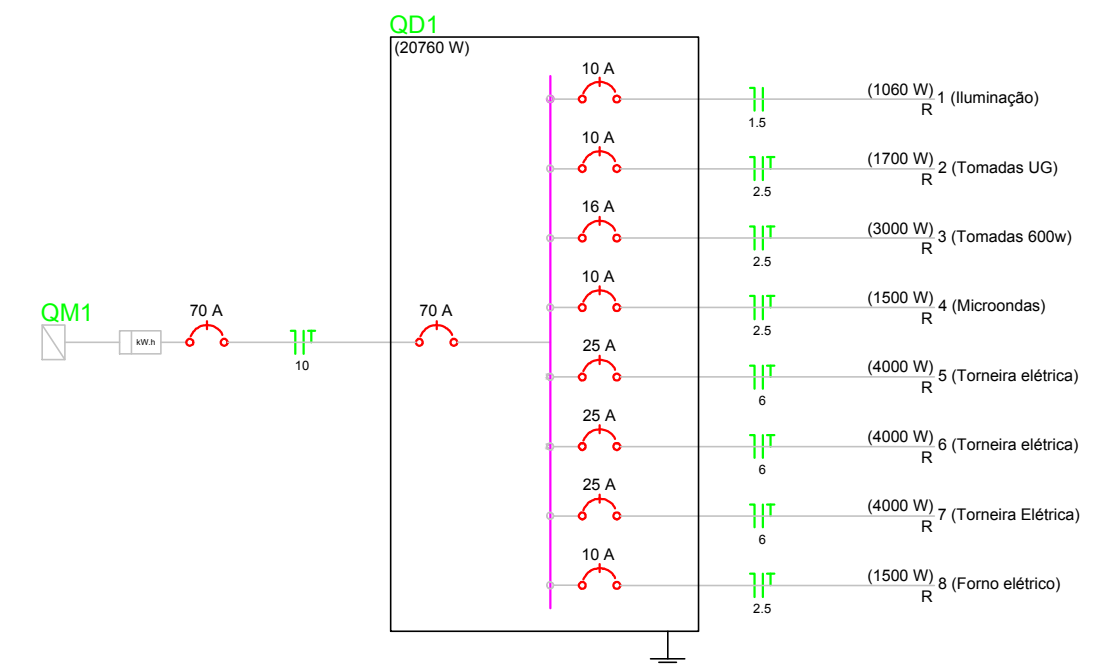 QD1
(20760 W)
QM1
kW.h
70 A
10
70 A
10 A
1.5
(1060 W)
R
1 (Iluminação)
10 A
2.5
(1700 W)
R
2 (Tomadas UG)
16 A
2.5
(3000 W)
R
3 (Tomadas 600w)
10 A
2.5
(1500 W)
R
4 (Microondas)
25 A
6
(4000 W)
R
5 (Torneira elétrica)
25 A
6
(4000 W)
R
6 (Torneira elétrica)
25 A
6
(4000 W)
R
7 (Torneira Elétrica)
10 A
2.5
(1500 W)
R
8 (Forno elétrico)